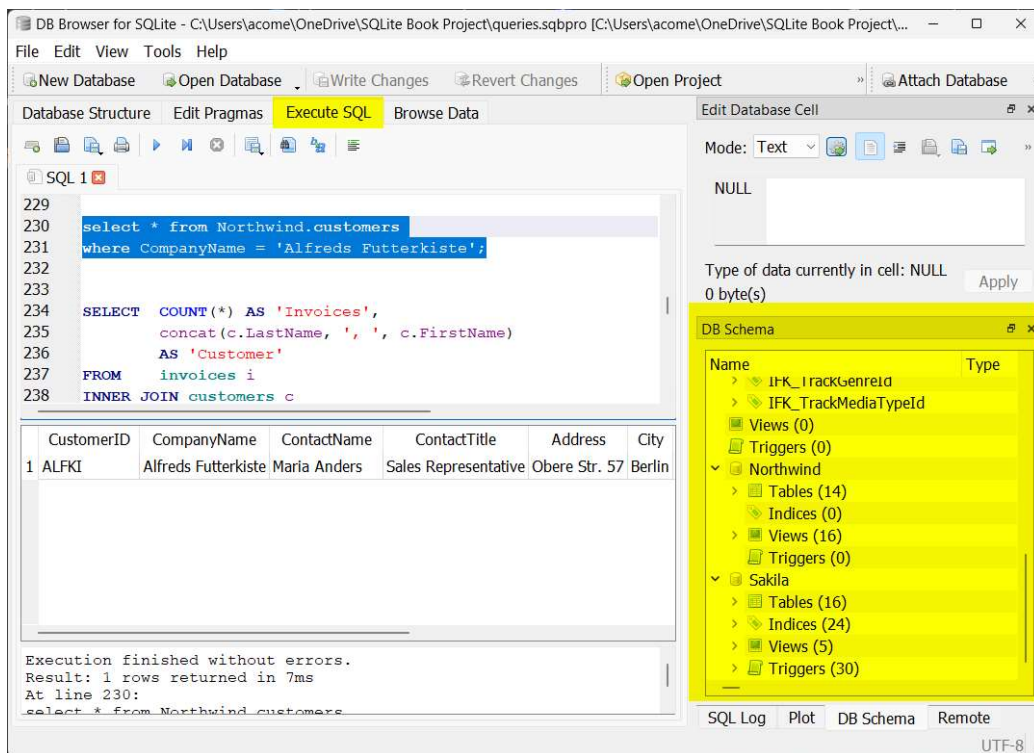 DB Browser for SQLite - C:\Users\acome\OneDrive\SQLite Book Project\queries.sqbpro [C:\Users\acome\OneDrive\SQLite Book Project\...
File Edit View Tools Help
New Database Open Database Write Changes Revert Changes Open Project » Attach Database
Database Structure Edit Pragmas Execute SQL Browse Data
SQL 1
229
230 select * from Northwind.customers
231 where CompanyName = 'Alfreds Futterkiste';
232
233
234 SELECT COUNT(*) AS 'Invoices',
235 concat(c.LastName, ', ', c.FirstName)
236 AS 'Customer'
237 FROM invoices i
238 INNER JOIN customers c
CustomerID CompanyName ContactName ContactTitle Address City
1 ALFKI Alfreds Futterkiste Maria Anders Sales Representative Obere Str. 57 Berlin
Execution finished without errors.
Result: 1 rows returned in 7ms
At line 230:
select * from Northwind.customers
Edit Database Cell
Mode: Text »
NULL
Type of data currently in cell: NULL
0 byte(s)
Apply
DB Schema
Name Type
IFK_TrackGenreId
IFK_TrackMediaTypeId
Views (0)
Triggers (0)
Northwind
Tables (14)
Indices (0)
Views (16)
Triggers (0)
Sakila
Tables (16)
Indices (24)
Views (5)
Triggers (30)
SQL Log Plot DB Schema Remote
UTF-8